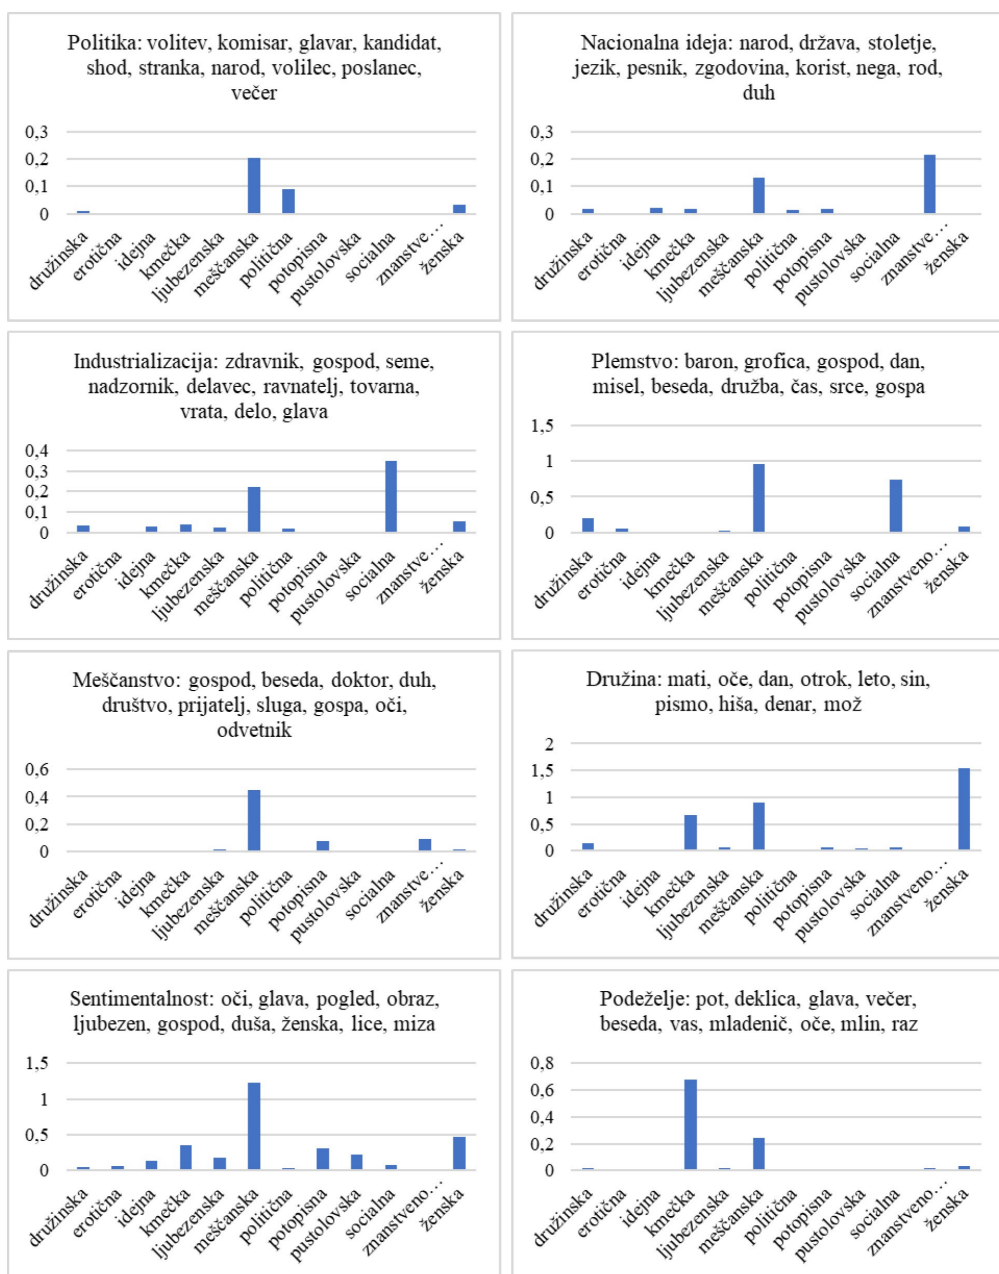 Politika: volitev, komisar, glavar, kandidat,
shod, stranka, narod, volilec, poslanec,
večer
0,3
0,2
0,1
0
družinska
erotična
idejna
kmečka
ljubezenska
meščanska
politična
potopisna
pustolovska
socialna
znanstve…
ženska
Nacionalna ideja: narod, država, stoletje,
jezik, pesnik, zgodovina, korist, nega, rod,
duh
0,3
0,2
0,1
0
družinska
erotična
idejna
kmečka
ljubezenska
meščanska
politična
potopisna
pustolovska
socialna
znanstve…
ženska
Industrializacija: zdravnik, gospod, seme,
nadzornik, delavec, ravnatelj, tovarna,
vrata, delo, glava
0,4
0,3
0,2
0,1
0
družinska
erotična
idejna
kmečka
ljubezenska
meščanska
politična
potopisna
pustolovska
socialna
znanstve…
ženska
Plemstvo: baron, grofica, gospod, dan,
misel, beseda, družba, čas, srce, gospa
1,5
1
0,5
0
družinska
erotična
idejna
kmečka
ljubezenska
meščanska
politična
potopisna
pustolovska
socialna
znanstveno…
ženska
Meščanstvo: gospod, beseda, doktor, duh,
društvo, prijatelj, sluga, gospa, oči,
odvetnik
0,6
0,4
0,2
0
družinska
erotična
idejna
kmečka
ljubezenska
meščanska
politična
potopisna
pustolovska
socialna
znanstve…
ženska
Družina: mati, oče, dan, otrok, leto, sin,
pismo, hiša, denar, mož
2
1,5
1
0,5
0
družinska
erotična
idejna
kmečka
ljubezenska
meščanska
politična
potopisna
pustolovska
socialna
znanstveno…
ženska
Sentimentalnost: oči, glava, pogled, obraz,
ljubezen, gospod, duša, ženska, lice, miza
1,5
1
0,5
0
družinska
erotična
idejna
kmečka
ljubezenska
meščanska
politična
potopisna
pustolovska
socialna
znanstveno…
ženska
Podeželje: pot, deklica, glava, večer,
beseda, vas, mladenič, oče, mlin, raz
0,8
0,6
0,4
0,2
0
družinska
erotična
idejna
kmečka
ljubezenska
meščanska
politična
potopisna
pustolovska
socialna
znanstveno…
ženska